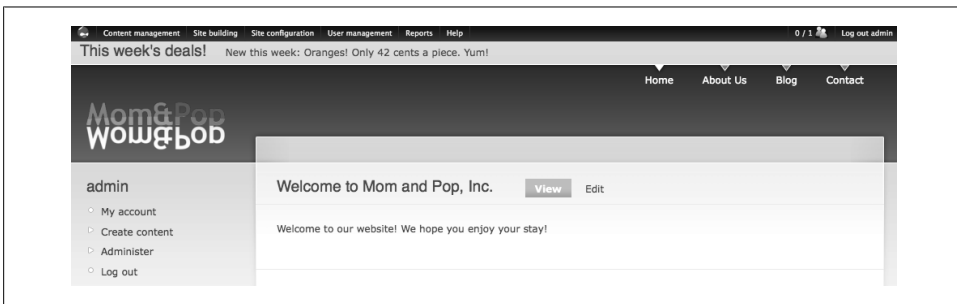 Content management Site building Site configuration User management Reports Help 0 / 1 Log out admin
This week's deals! New this week: Oranges! Only 42 cents a piece. Yum!
Home About Us Blog Contact
Mom&Pop
Mom&Pop
admin
My account
Create content
Administer
Log out
Welcome to Mom and Pop, Inc. View Edit
Welcome to our website! We hope you enjoy your stay!